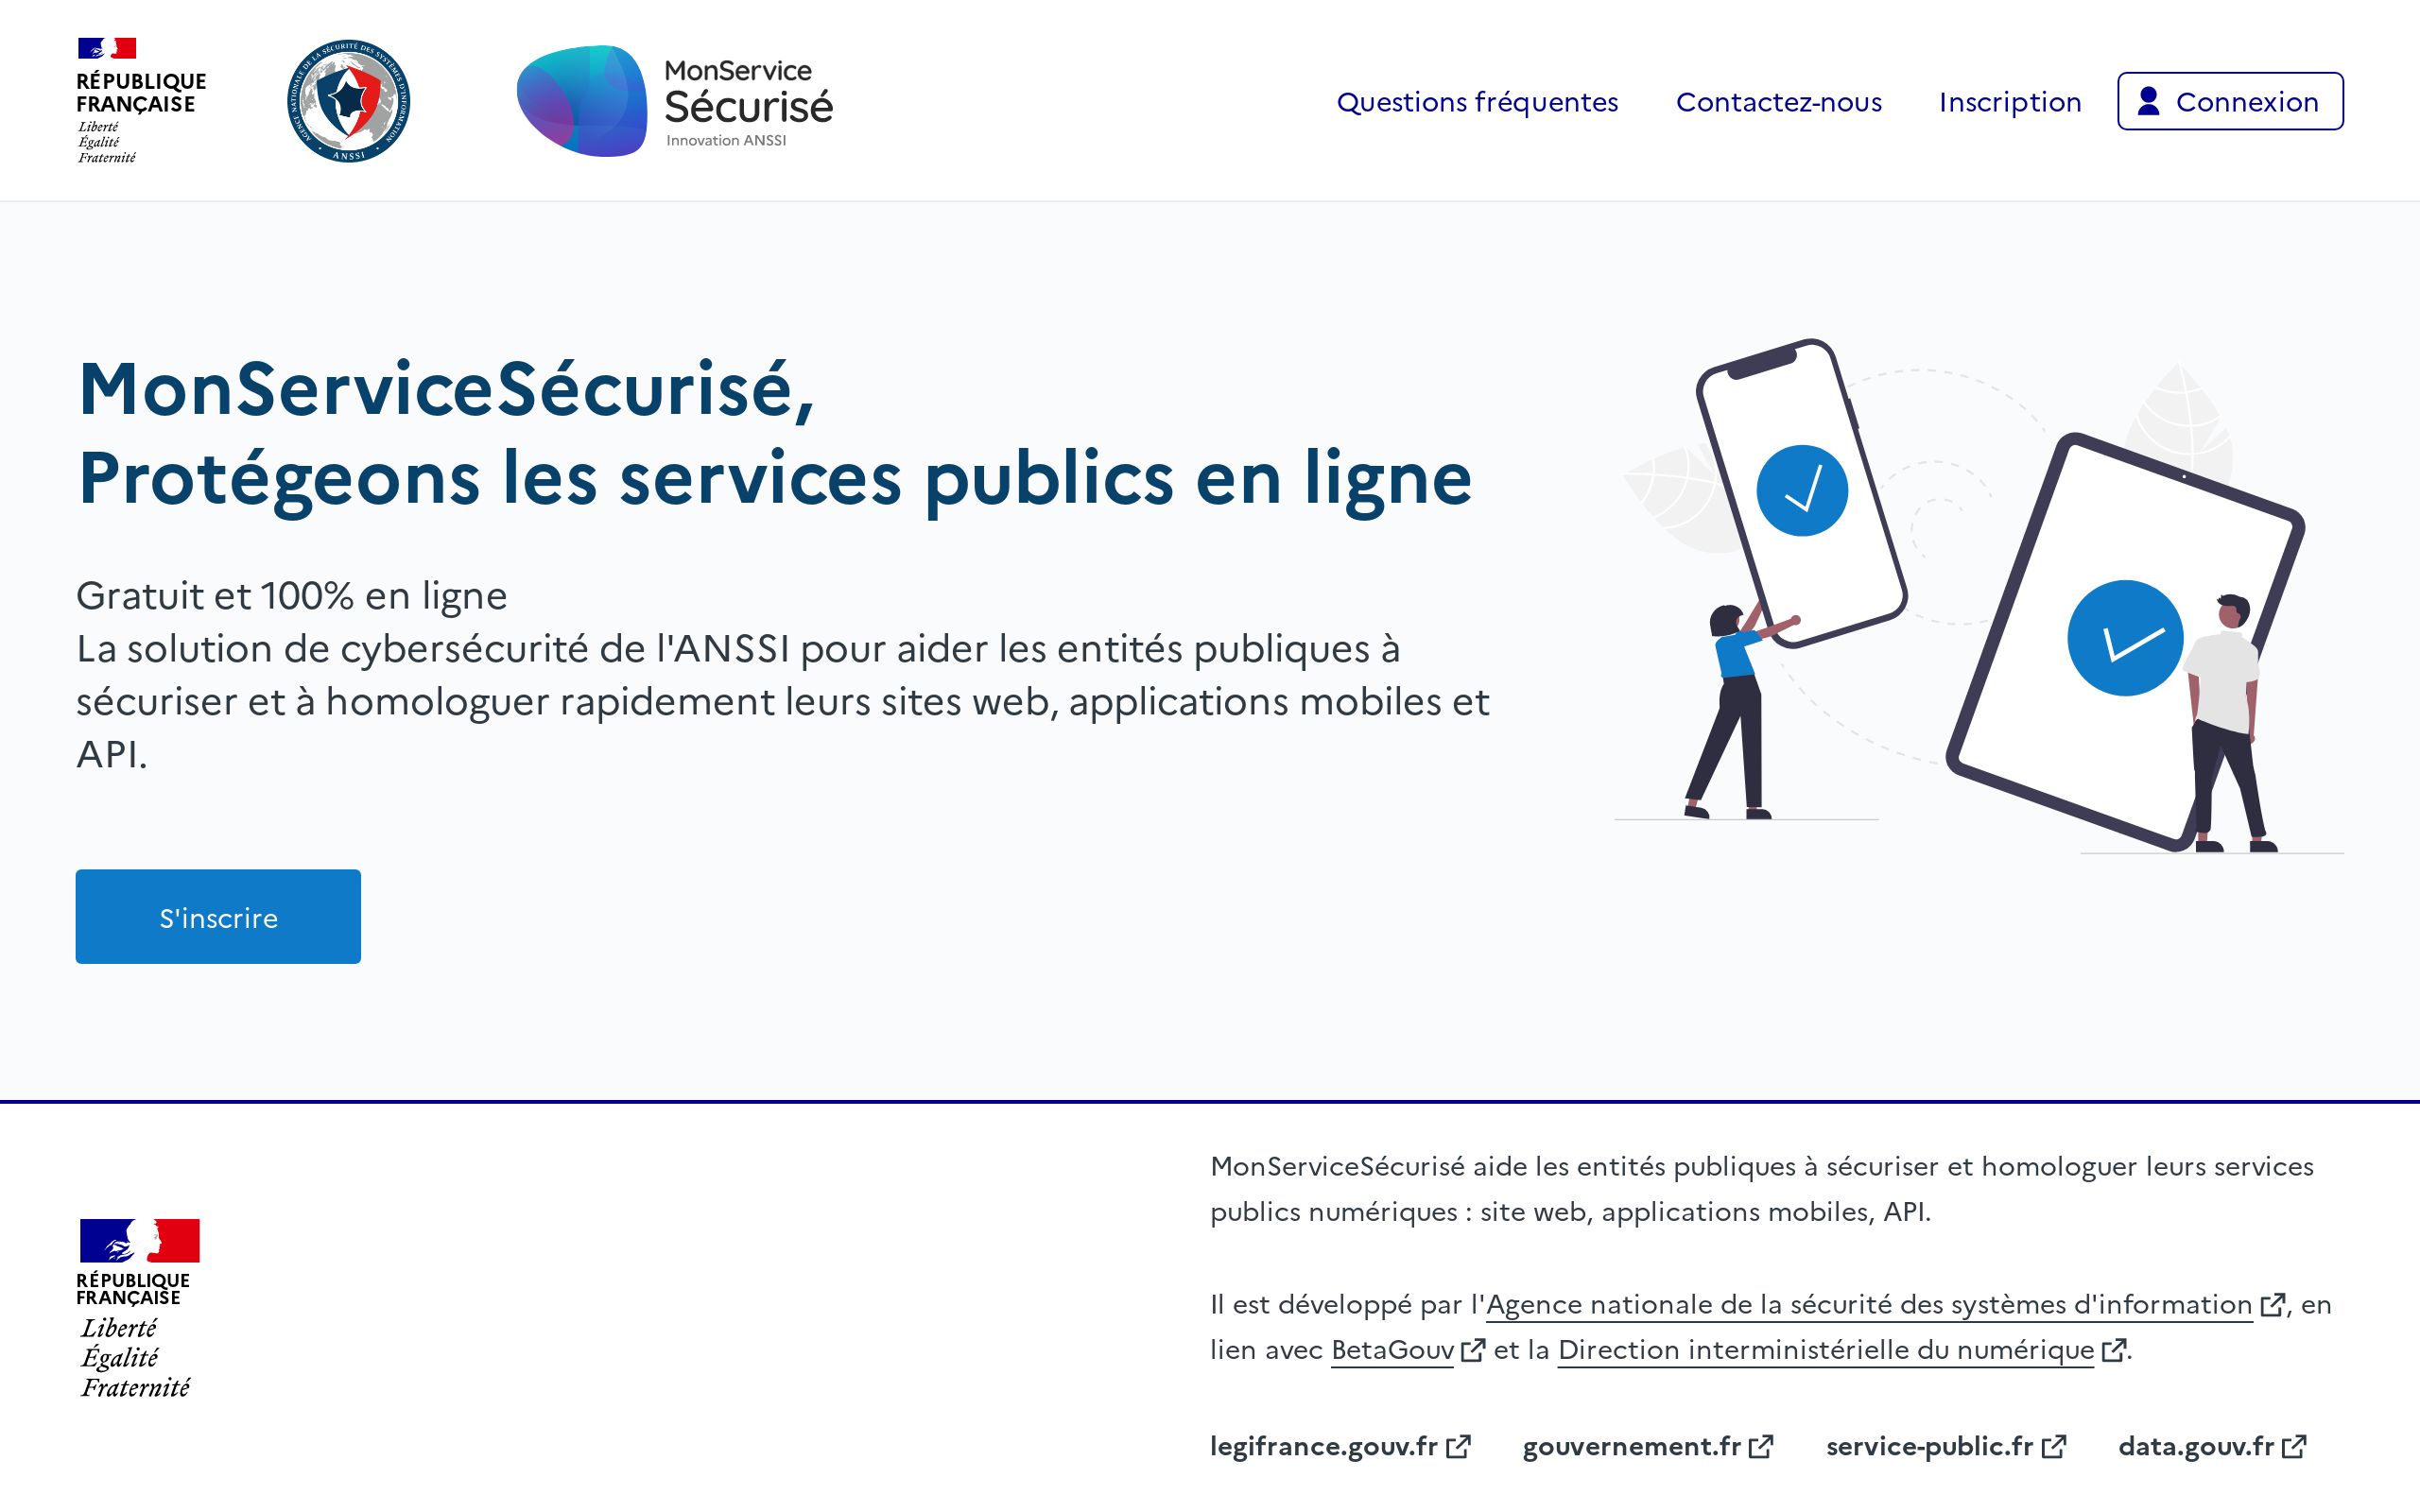 RÉPUBLIQUE
FRANÇAISE
Liberté
Égalité
Fraternité
AGENCE NATIONALE DE LA SÉCURITÉ DES SYSTÈMES D'INFORMATION
ANSSI
MonService
Sécurisé
Innovation ANSSI
Questions fréquentes
Contactez-nous
Inscription
Connexion
MonServiceSécurisé,
Protégeons les services publics en ligne
Gratuit et 100% en ligne
La solution de cybersécurité de l'ANSSI pour aider les entités publiques à
sécuriser et à homologuer rapidement leurs sites web, applications mobiles et
API.
S'inscrire
RÉPUBLIQUE
FRANÇAISE
Liberté
Égalité
Fraternité
MonServiceSécurisé aide les entités publiques à sécuriser et homologuer leurs services
publics numériques : site web, applications mobiles, API.
Il est développé par l'Agence nationale de la sécurité des systèmes d'information, en
lien avec BetaGouv et la Direction interministérielle du numérique.
legifrance.gouv.fr
gouvernement.fr
service-public.fr
data.gouv.fr